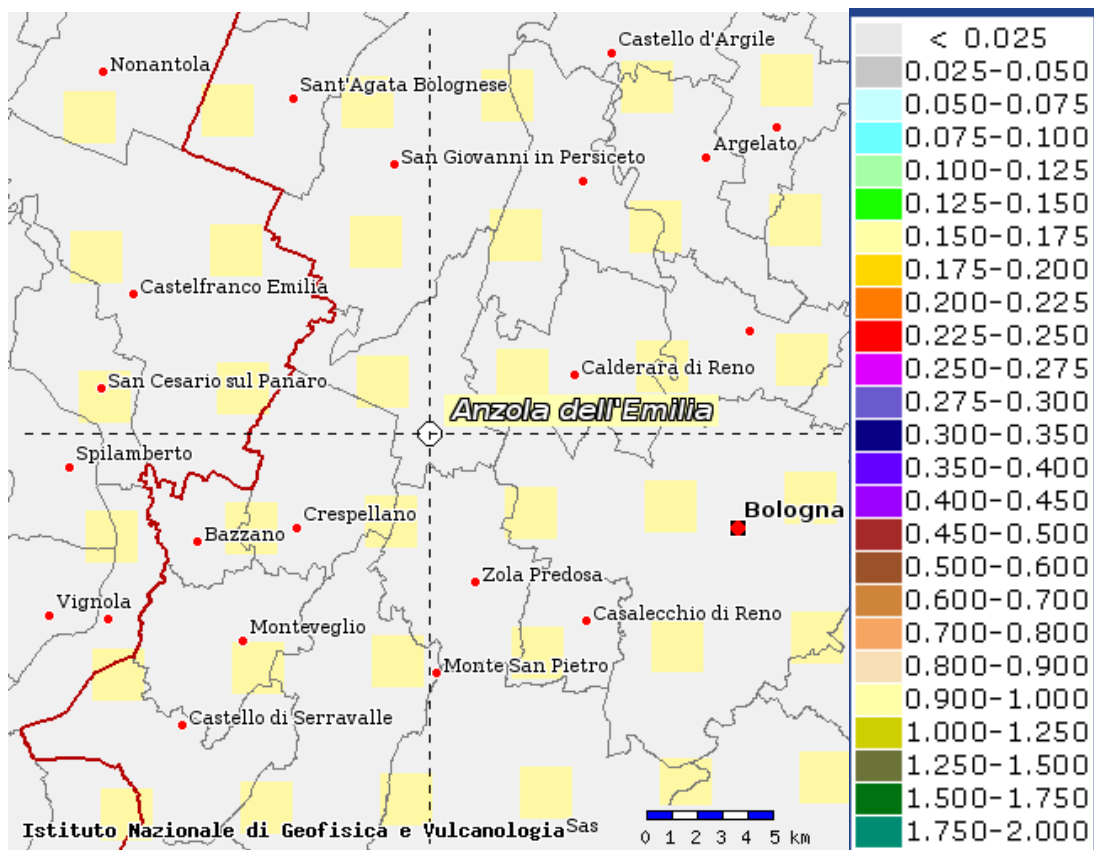 Castello d'Argile
Nonantola
Sant'Agata Bolognese
Argelato
San Giovanni in Persiceto
Castelfranco Emilia
Calderara di Reno
San Cesario sul Panaro
Anzola dell'Emilia
Spilamberto
Bologna
Crespellano
Bazzano
Zola Predosa
Vignola
Casalecchio di Reno
Monteveglio
Monte San Pietro
Castello di Serravalle
Istituto Nazionale di Geofisica e Vulcanologia
Sas
0 1 2 3 4 5 km
< 0.025
0.025-0.050
0.050-0.075
0.075-0.100
0.100-0.125
0.125-0.150
0.150-0.175
0.175-0.200
0.200-0.225
0.225-0.250
0.250-0.275
0.275-0.300
0.300-0.350
0.350-0.400
0.400-0.450
0.450-0.500
0.500-0.600
0.600-0.700
0.700-0.800
0.800-0.900
0.900-1.000
1.000-1.250
1.250-1.500
1.500-1.750
1.750-2.000